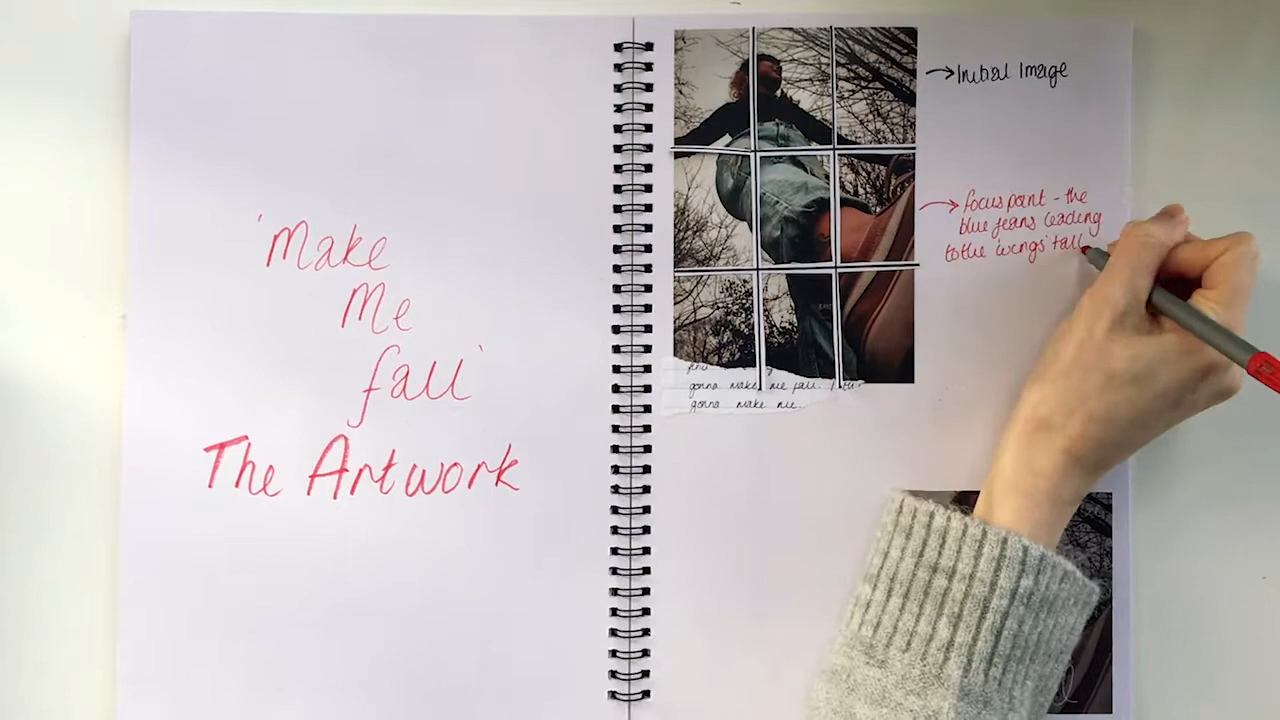 'Make
Me
fall'
The Artwork
Initial Image
focus point - the
blue jeans leading
to the 'wings' tall
gonna make me fall.
gonna make me.